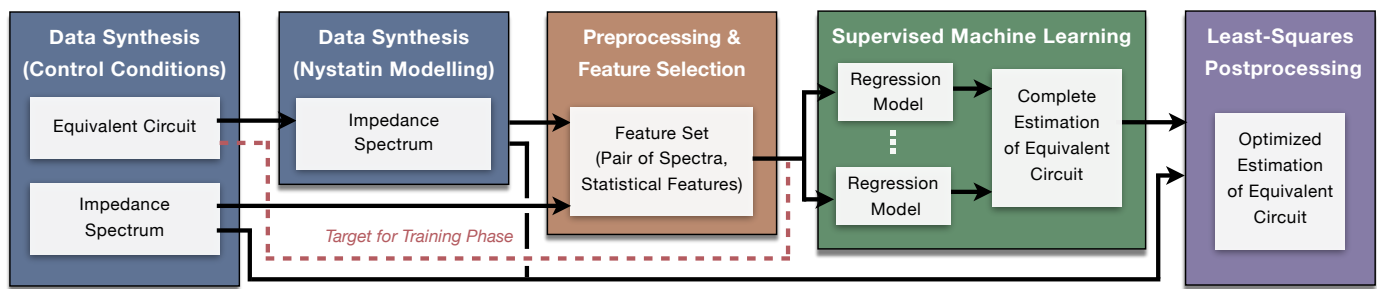 Data Synthesis
(Control Conditions)
Equivalent Circuit
Impedance
Spectrum
Data Synthesis
(Nystatin Modelling)
Impedance
Spectrum
Target for Training Phase
Preprocessing &
Feature Selection
Feature Set
(Pair of Spectra,
Statistical Features)
Supervised Machine Learning
Regression
Model
Regression
Model
Complete
Estimation
of Equivalent
Circuit
Least-Squares
Postprocessing
Optimized
Estimation
of Equivalent
Circuit